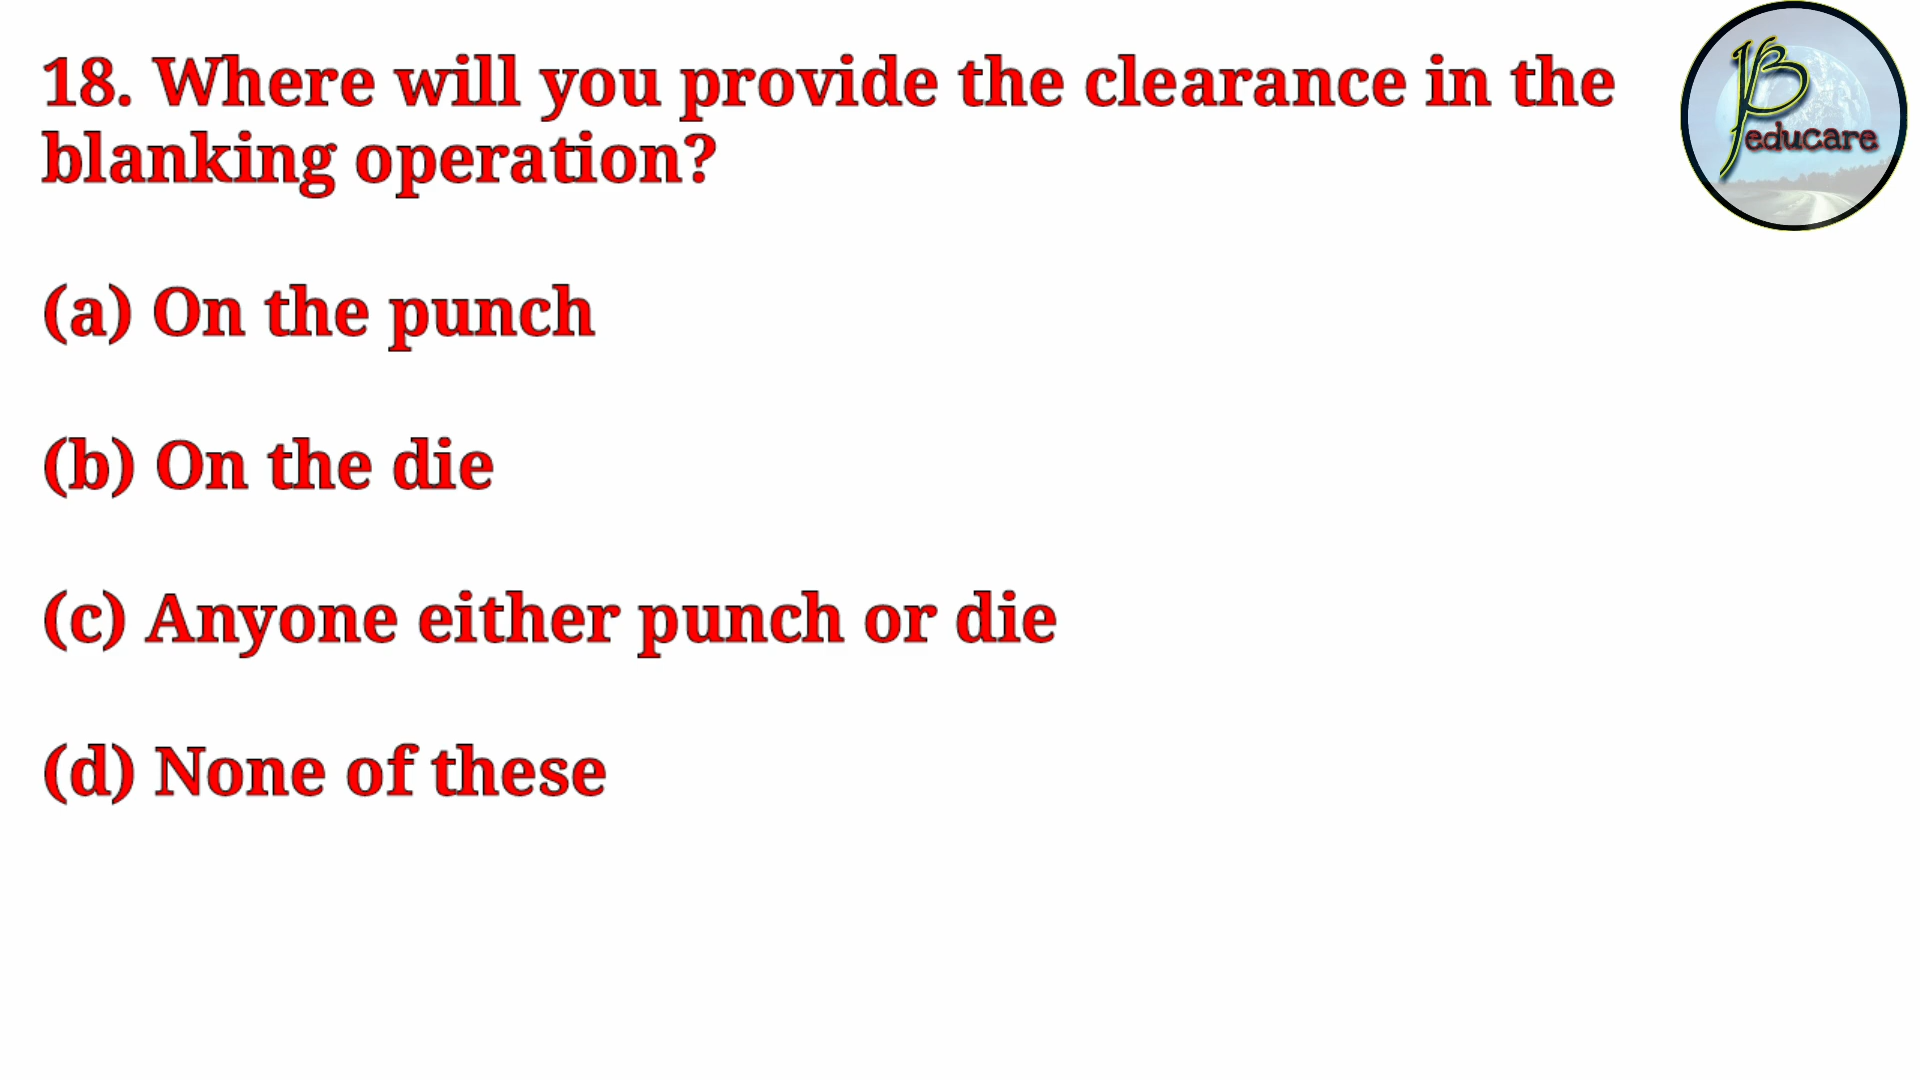 18. Where will you provide the clearance in the
blanking operation?
(a) On the punch
(b) On the die
(c) Anyone either punch or die
(d) None of these
educare